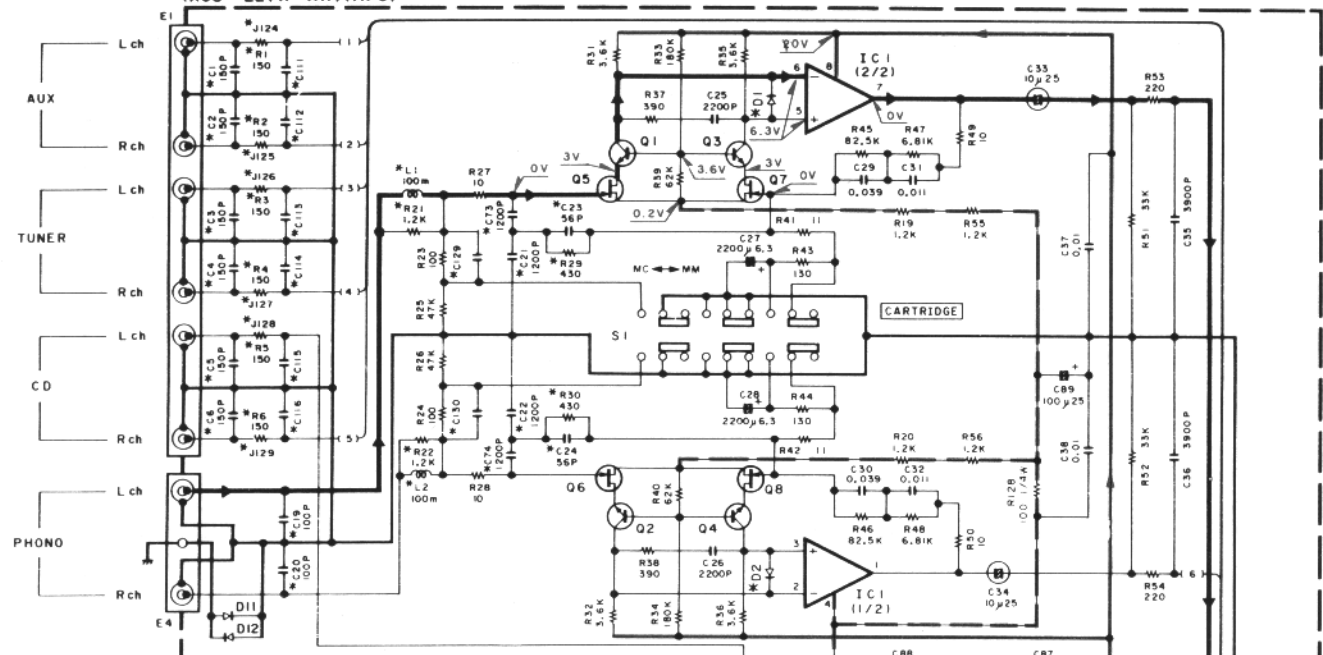 E1
L ch
*
J124
*
R1
150
*C1
150P
*C111
(1)
AUX
*C2
150P
*
R2
150
*C112
R ch
*J125
(2)
L ch
*J126
*
R3
150
*C3
150P
*C113
(3)
TUNER
*C4
150P
*
R4
150
*C114
R ch
*J127
(4)
L ch
*J128
*
R5
150
*C5
150P
*C115
CD
*C6
150P
*
R6
150
*C116
R ch
*J129
(5)
L ch
*C19
100P
PHONO
*C20
100P
R ch
E4
D11
D12
*L1
100m
*
R21
1.2K
R27
10
0V
*C73
1200P
*C23
56P
*
R29
430
R23
100
*C129
*C21
1200P
R25
47K
R26
47K
R24
100
*C130
*C22
1200P
*R30
430
*
C24
56P
*
R22
1.2K
*C74
1200P
*
L2
100m
R28
10
R31
3.6K
R33
180K
R35
3.6K
20V
IC1
(2/2)
8
6
7
5
−
+
R37
390
C25
2200P
*D1
6.3V
0V
Q1
Q3
3V
3.6V
3V
Q5
R39
62K
Q7
0V
0.2V
R45
82.5K
R47
6.81K
C29
0.039
C31
0.011
R49
10
C33
10µ25
R53
220
R41
11
R19
1.2K
R55
1.2K
C27
2200µ6.3
+
R43
130
MC
MM
S1
CARTRIDGE
C28
2200µ6.3
+
R44
130
R42
11
R20
1.2K
R56
1.2K
C37
0.01
R51
33K
C35
3900P
C89
100µ25
+
C38
0.01
R52
33K
C36
3900P
R128
100 1/4W
Q6
R40
62K
Q8
C30
0.039
C32
0.011
Q2
Q4
R46
82.5K
R48
6.81K
R50
10
R38
390
C26
2200P
*D2
3
+
2
−
1
4
IC1
(1/2)
C34
10µ25
R54
220
(6)
R32
3.6K
R34
180K
R36
3.6K
C88
C87